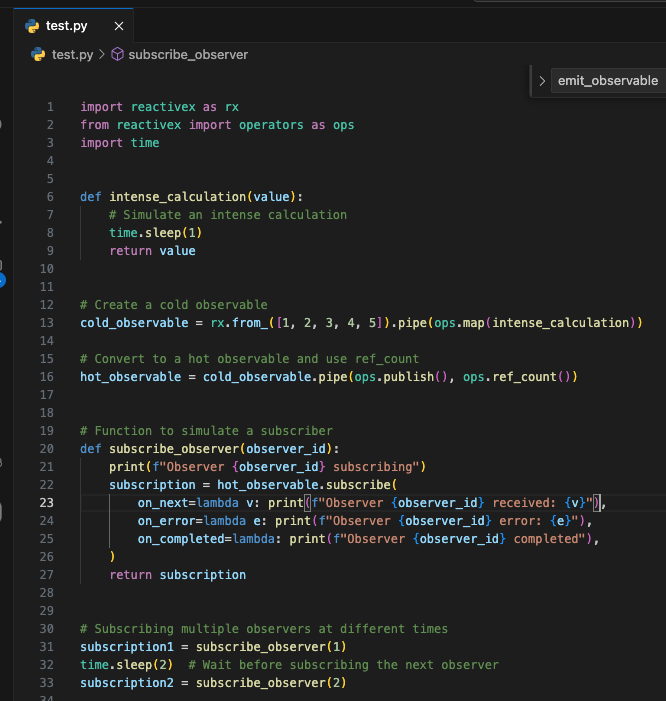 test.py
test.py > subscribe_observer
> emit_observable
1 import reactivex as rx
2 from reactivex import operators as ops
3 import time
4
5
6 def intense_calculation(value):
7     # Simulate an intense calculation
8     time.sleep(1)
9     return value
10
11
12 # Create a cold observable
13 cold_observable = rx.from_([1, 2, 3, 4, 5]).pipe(ops.map(intense_calculation))
14
15 # Convert to a hot observable and use ref_count
16 hot_observable = cold_observable.pipe(ops.publish(), ops.ref_count())
17
18
19 # Function to simulate a subscriber
20 def subscribe_observer(observer_id):
21     print(f"Observer {observer_id} subscribing")
22     subscription = hot_observable.subscribe(
23         on_next=lambda v: print(f"Observer {observer_id} received: {v}"),
24         on_error=lambda e: print(f"Observer {observer_id} error: {e}"),
25         on_completed=lambda: print(f"Observer {observer_id} completed"),
26     )
27     return subscription
28
29
30 # Subscribing multiple observers at different times
31 subscription1 = subscribe_observer(1)
32 time.sleep(2)  # Wait before subscribing the next observer
33 subscription2 = subscribe_observer(2)
34